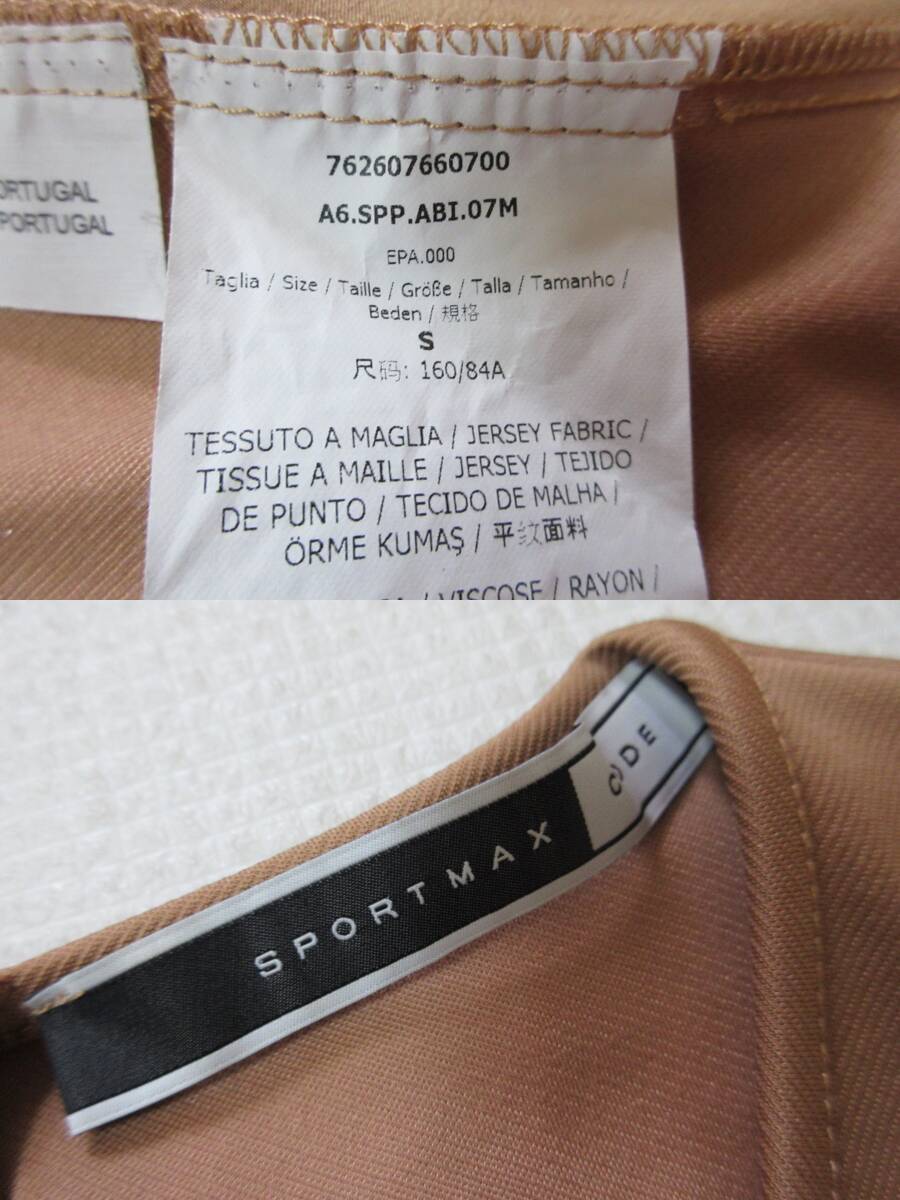 ORTUGAL
PORTUGAL
762607660700
A6.SPP.ABI.07M
EPA.000
Taglia / Size / Taille / Größe / Talla / Tamanho /
Beden / 規格
S
尺码: 160/84A
TESSUTO A MAGLIA / JERSEY FABRIC /
TISSUE A MAILLE / JERSEY / TEJIDO
DE PUNTO / TECIDO DE MALHA /
ÖRME KUMAŞ / 平纹面料
/ VISCOSE / RAYON /
SPORTMAX
ODE